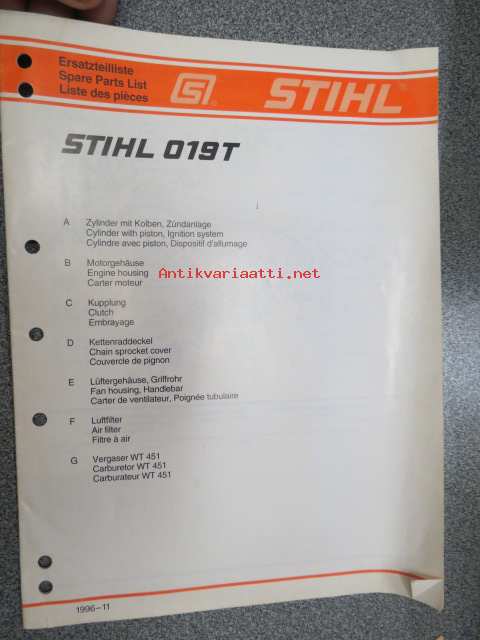 Ersatzteilliste
Spare Parts List
Liste des pièces
STIHL
STIHL 019T
A Zylinder mit Kolben, Zündanlage
Cylinder with piston, Ignition system
Cylindre avec piston, Dispositif d'allumage
B Motorgehäuse
Engine housing
Carter moteur
Antikvariaatti.net
C Kupplung
Clutch
Embrayage
D Kettenraddeckel
Chain sprocket cover
Couvercle de pignon
E Lüftergehäuse, Griffrohr
Fan housing, Handlebar
Carter de ventilateur, Poignée tubulaire
F Luftfilter
Air filter
Filtre à air
G Vergaser WT 451
Carburetor WT 451
Carburateur WT 451
1996–11